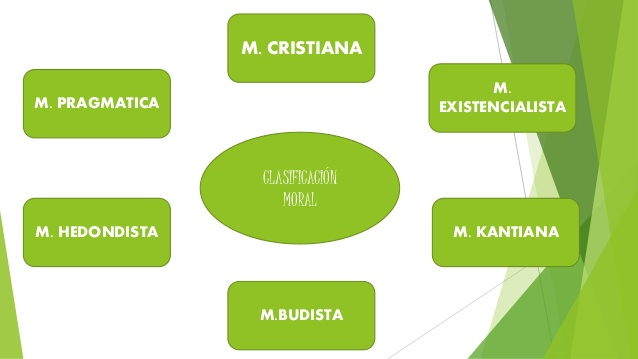 M. CRISTIANA
M. PRAGMATICA
M.
EXISTENCIALISTA
CLASIFICACIÓN
MORAL
M. HEDONDISTA
M. KANTIANA
M.BUDISTA